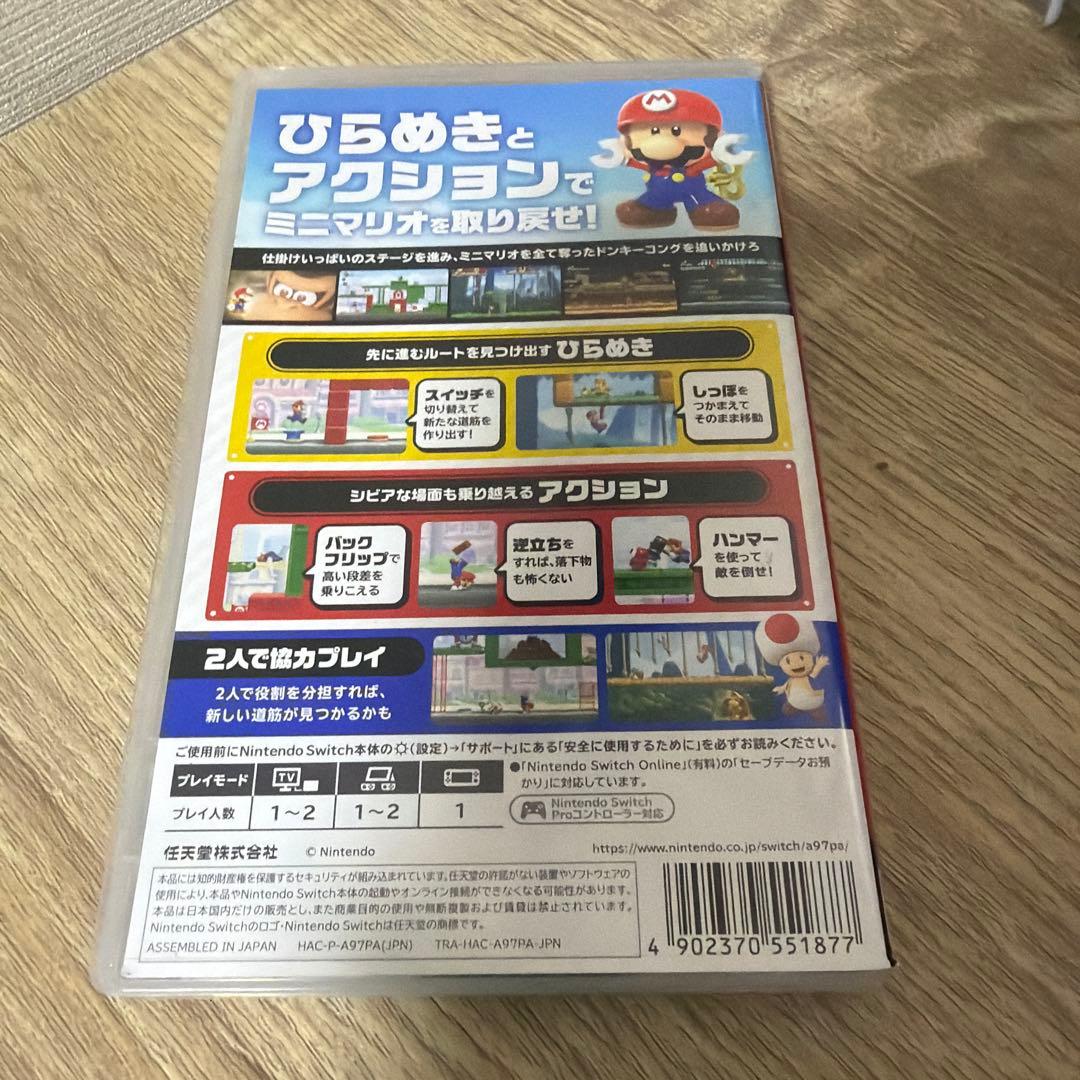 ひらめきと
アクションで
ミニマリオを取り戻せ!
仕掛けいっぱいのステージを進み、ミニマリオを全て奪ったドンキーコングを追いかけろ
先に進むルートを見つけ出す ひらめき
スイッチを
切り替えて
新たな道筋を
作り出す!
しっぽを
つかまえて
そのまま移動
シビアな場面も乗り越える アクション
バック
フリップで
高い段差を
乗りこえる
逆立ちを
すれば、落下物
も怖くない
ハンマー
を使って
敵を倒せ!
2人で協力プレイ
2人で役割を分担すれば、
新しい道筋が見つかるかも
ご使用前にNintendo Switch本体の(設定)→「サポート」にある「安全に使用するために」を必ずお読みください。
プレイモード TV
プレイ人数 1～2 1～2 1
●「Nintendo Switch Online」(有料)の「セーブデータお預
かり」に対応しています。
Nintendo Switch
Proコントローラー対応
任天堂株式会社 © Nintendo
https://www.nintendo.co.jp/switch/a97pa/
本品には知的財産権を保護するセキュリティが組み込まれています。任天堂の許諾がない装置やソフトウェアの
使用により、本品やNintendo Switch本体の起動やオンライン接続ができなくなる可能性があります。
本品は日本国内だけの販売とし、また商業目的の使用や無断複製および賃貸は禁止されています。
Nintendo Switchのロゴ・Nintendo Switchは任天堂の商標です。
ASSEMBLED IN JAPAN HAC-P-A97PA(JPN) TRA-HAC-A97PA-JPN
4 902370 551877